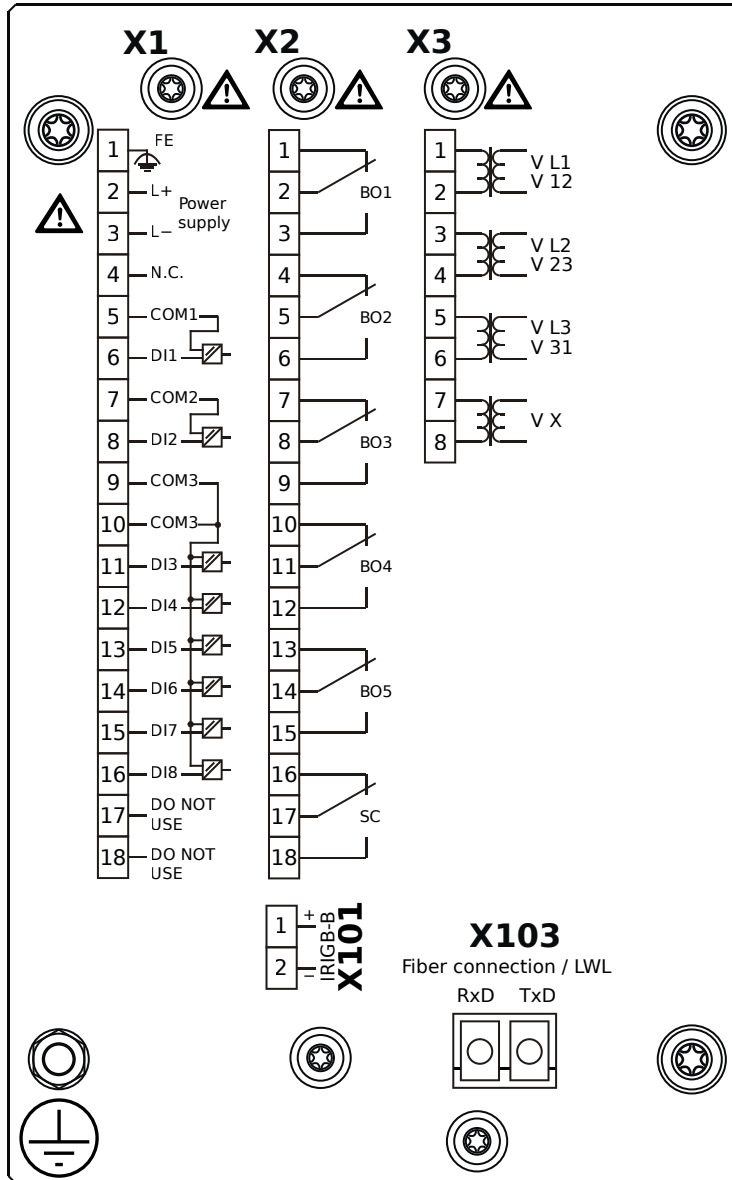 X1 X2 X3
1 FE
2 L+
Power
supply
3 L−
4 N.C.
5 COM1
6 DI1
7 COM2
8 DI2
9 COM3
10 COM3
11 DI3
12 DI4
13 DI5
14 DI6
15 DI7
16 DI8
17 DO NOT
USE
18 DO NOT
USE
1
2 BO1
3
4
5 BO2
6
7
8 BO3
9
10
11 BO4
12
13
14 BO5
15
16
17 SC
18
1 V L1
2 V 12
3 V L2
4 V 23
5 V L3
6 V 31
7 V X
8
1 +
2 −
IRIGB-B
X101
X103
Fiber connection / LWL
RxD TxD